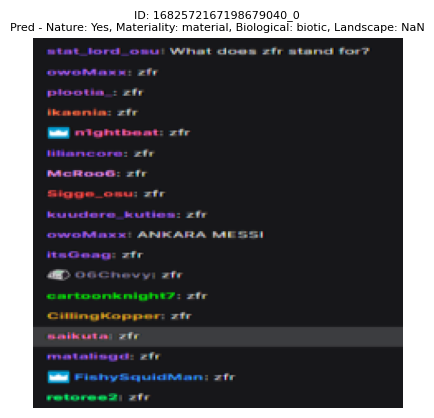 ID: 1682572167198679040_0
Pred - Nature: Yes, Materiality: material, Biological: biotic, Landscape: NaN
stat_lord_osu: What does zfr stand for?
owoMaxx: zfr
plootia_: zfr
ikaenia: zfr
n1ghtbeat: zfr
liliancore: zfr
McRoo6: zfr
Sigge_osu: zfr
kuudere_kuties: zfr
owoMaxx: ANKARA MESSI
itsGeag: zfr
06Chevy: zfr
cartoonknight7: zfr
CillingKopper: zfr
saikuta: zfr
matalisgd: zfr
FishySquidMan: zfr
retoree2: zfr